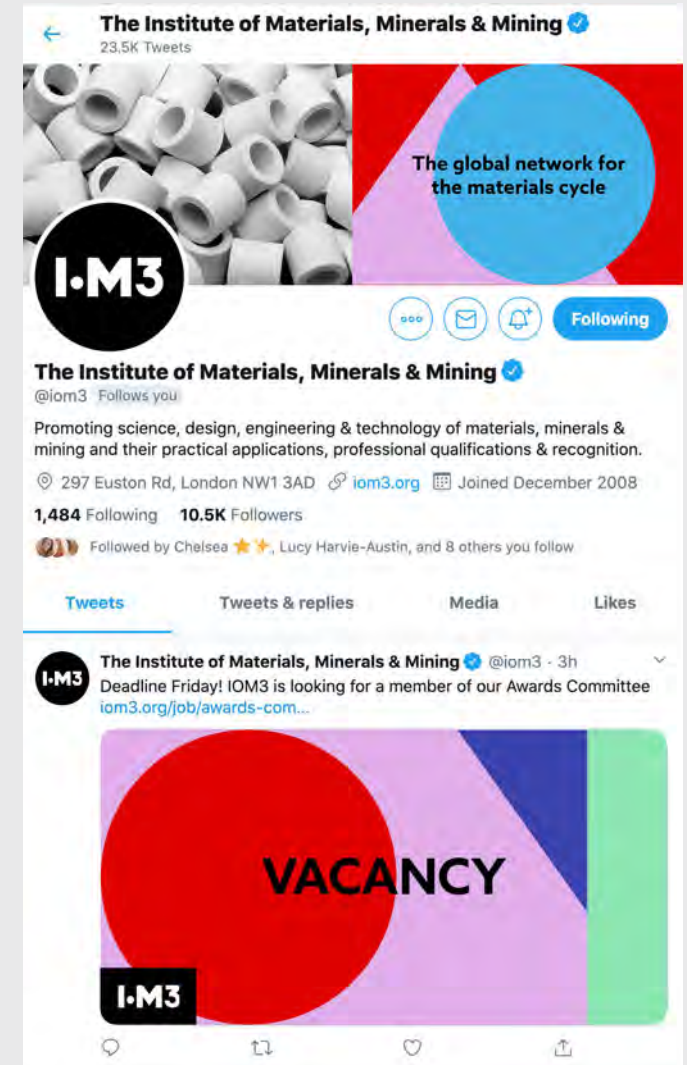 The Institute of Materials, Minerals & Mining
23.5K Tweets
The global network for
the materials cycle
I•M3
Following
The Institute of Materials, Minerals & Mining
@iom3 Follows you
Promoting science, design, engineering & technology of materials, minerals &
mining and their practical applications, professional qualifications & recognition.
297 Euston Rd, London NW1 3AD iom3.org Joined December 2008
1,484 Following 10.5K Followers
Followed by Chelsea ⭐✨, Lucy Harvie-Austin, and 8 others you follow
Tweets Tweets & replies Media Likes
I•M3
The Institute of Materials, Minerals & Mining @iom3 · 3h
Deadline Friday! IOM3 is looking for a member of our Awards Committee
iom3.org/job/awards-com...
VACANCY
I•M3